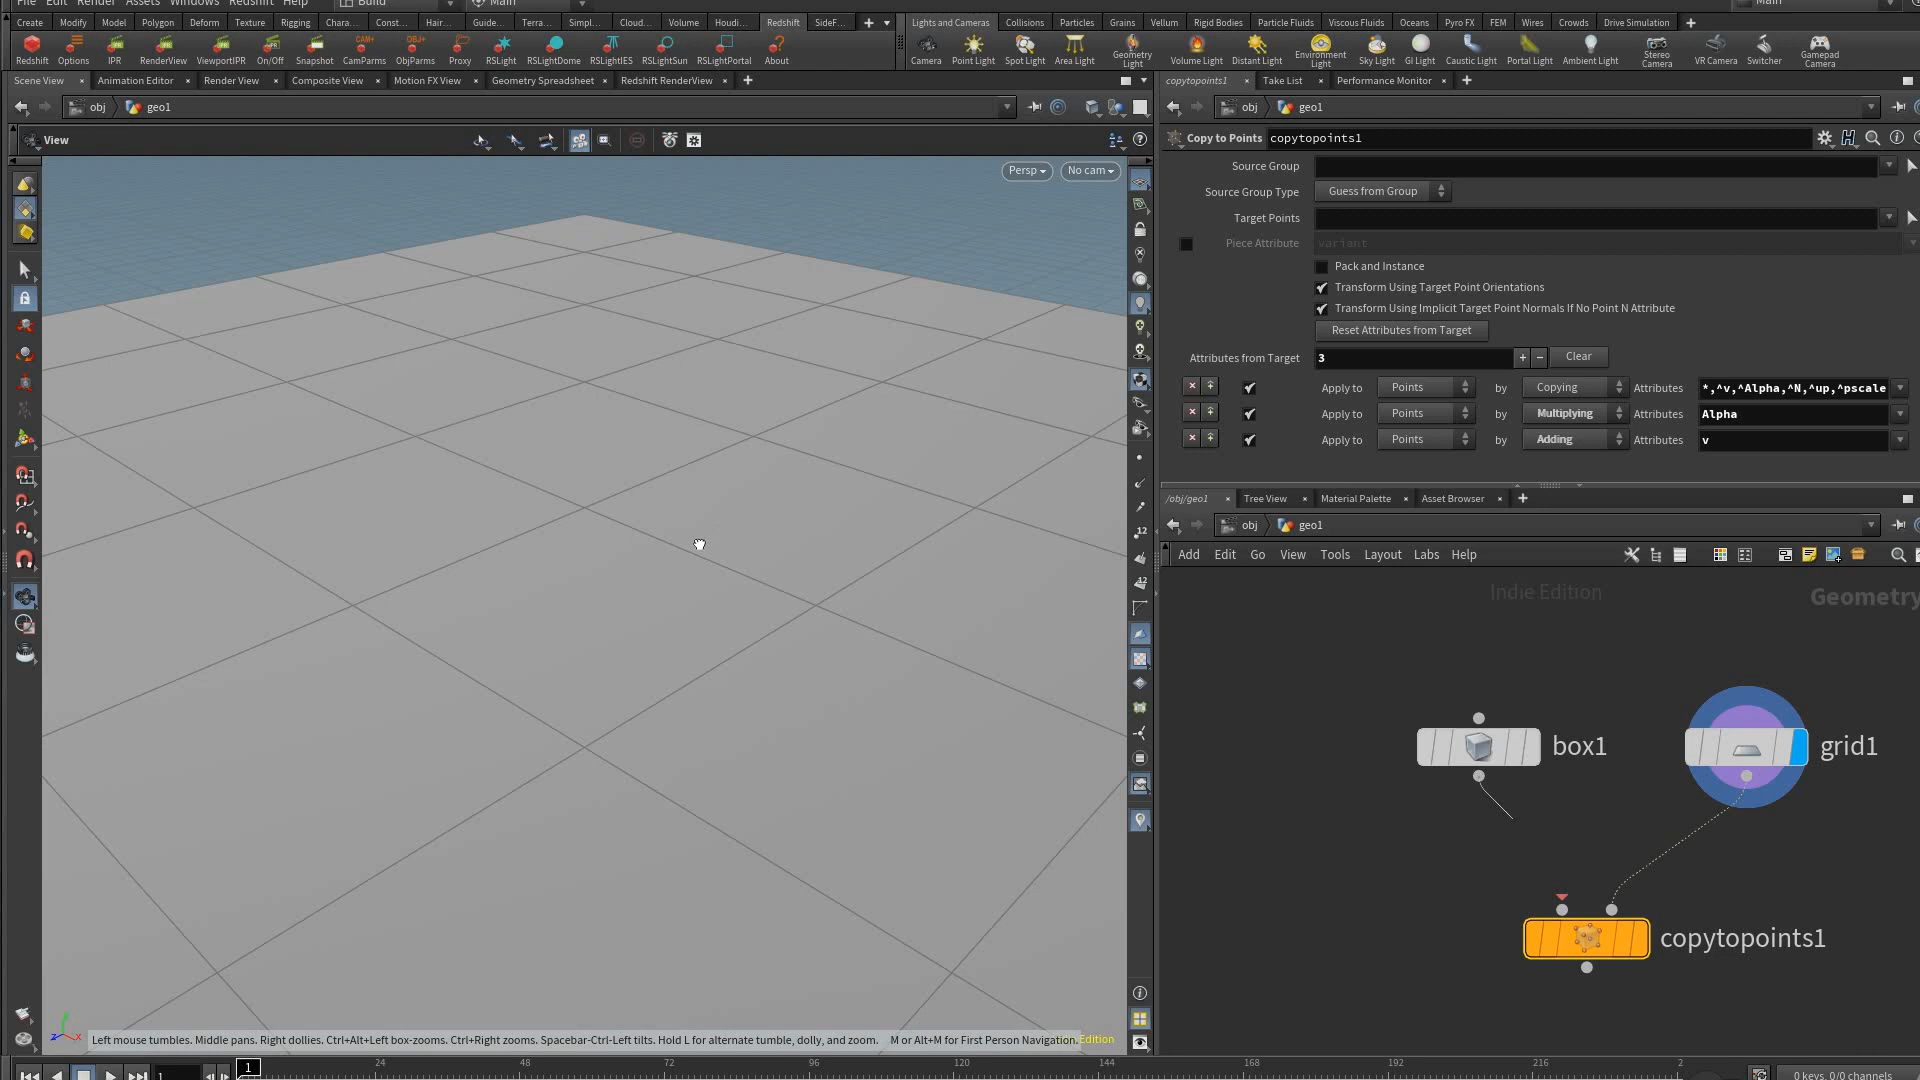 File Edit Render Assets Windows Redshift Help Build Main Main
Create Modify Model Polygon Deform Texture Rigging Chara... Const... Hair... Guide... Terra... Simpl... Cloud... Volume Houdi... Redshift SideF...
Lights and Cameras Collisions Particles Grains Vellum Rigid Bodies Particle Fluids Viscous Fluids Oceans Pyro FX FEM Wires Crowds Drive Simulation
Redshift Options IPR RenderView ViewportIPR On/Off Snapshot CamParms ObjParms Proxy RSLight RSLightDome RSLightIES RSLightSun RSLightPortal About
Camera Point Light Spot Light Area Light Geometry Light Volume Light Distant Light Environment Light Sky Light GI Light Caustic Light Portal Light Ambient Light Stereo Camera VR Camera Switcher Gamepad Camera
Scene View Animation Editor Render View Composite View Motion FX View Geometry Spreadsheet Redshift RenderView
copytopoints1 Take List Performance Monitor
obj geo1
obj geo1
View
Copy to Points copytopoints1
Persp No cam
Source Group
Source Group Type Guess from Group
Target Points
Piece Attribute variant
Pack and Instance
Transform Using Target Point Orientations
Transform Using Implicit Target Point Normals If No Point N Attribute
Reset Attributes from Target
Attributes from Target 3 + − Clear
Apply to Points by Copying Attributes *,^v,^Alpha,^N,^up,^pscale
Apply to Points by Multiplying Attributes Alpha
Apply to Points by Adding Attributes v
/obj/geo1 Tree View Material Palette Asset Browser
obj geo1
Add Edit Go View Tools Layout Labs Help
Indie Edition Geometry
box1 grid1
copytopoints1
12
12
Left mouse tumbles. Middle pans. Right dollies. Ctrl+Alt+Left box-zooms. Ctrl+Right zooms. Spacebar-Ctrl-Left tilts. Hold L for alternate tumble, dolly, and zoom. M or Alt+M for First Person Navigation. Edition
1 1 24 48 72 96 120 144 168 192 216 2
0 keys, 0/0 channels